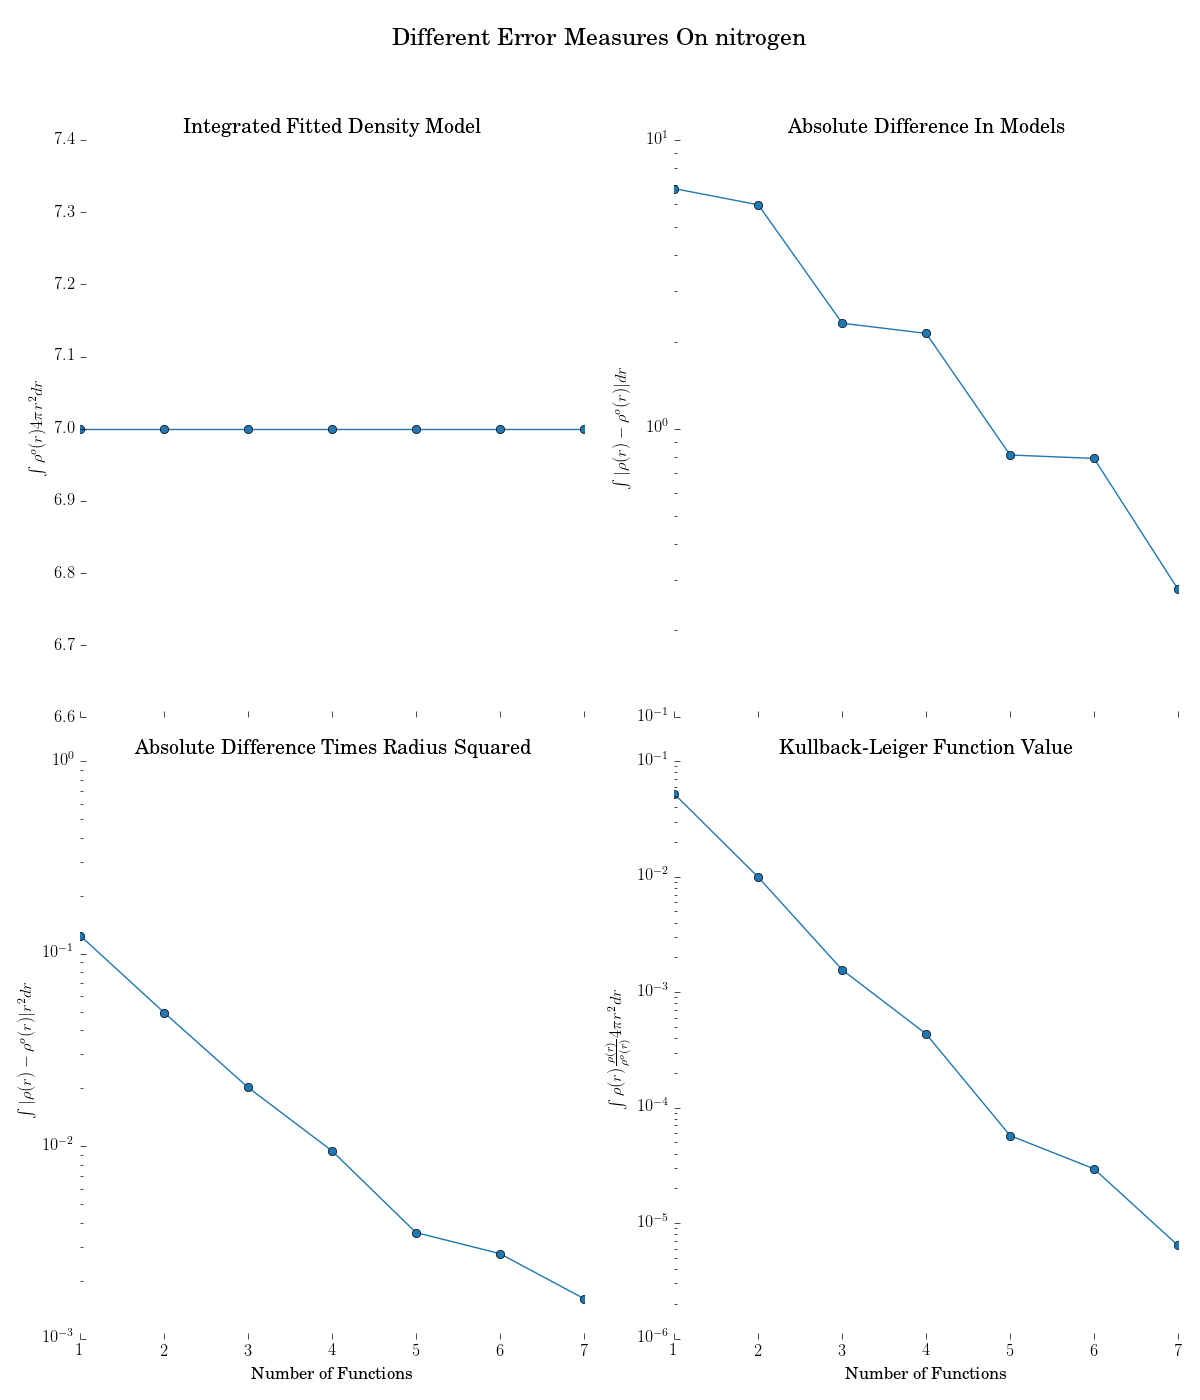 Different Error Measures On nitrogen
Integrated Fitted Density Model
7.4
7.3
7.2
7.1
7.0
6.9
6.8
6.7
6.6
∫ ρ°(r)4πr²dr
Absolute Difference In Models
10¹
10⁰
10⁻¹
∫ |ρ(r) − ρ°(r)|dr
Absolute Difference Times Radius Squared
10⁰
10⁻¹
10⁻²
10⁻³
∫ |ρ(r) − ρ°(r)|r²dr
1 2 3 4 5 6 7
Number of Functions
Kullback-Leiger Function Value
10⁻¹
10⁻²
10⁻³
10⁻⁴
10⁻⁵
10⁻⁶
∫ ρ(r) ρ(r)/ρ°(r) 4πr²dr
1 2 3 4 5 6 7
Number of Functions